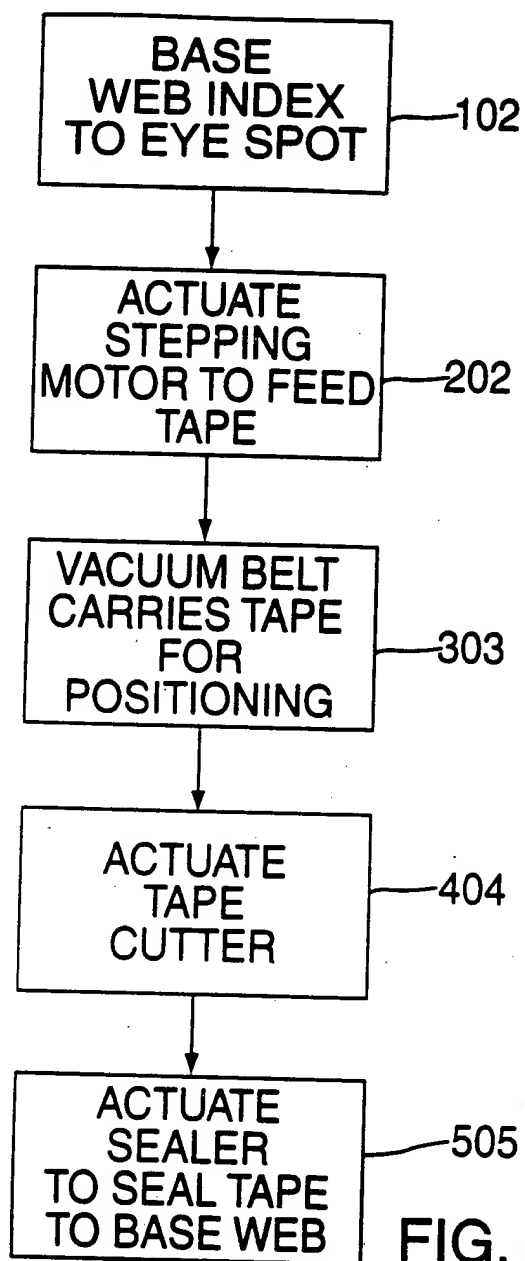 BASE
WEB INDEX
TO EYE SPOT
102
ACTUATE
STEPPING
MOTOR TO FEED
TAPE
202
VACUUM BELT
CARRIES TAPE
FOR
POSITIONING
303
ACTUATE
TAPE
CUTTER
404
ACTUATE
SEALER
TO SEAL TAPE
TO BASE WEB
505
FIG.